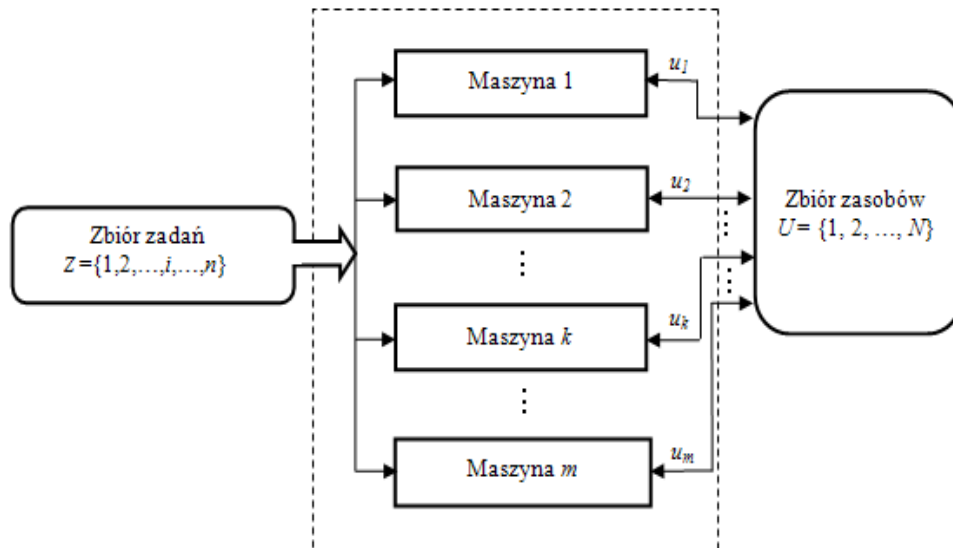 Zbiór zadań
Z={1,2,…,i,…,n}
Maszyna 1
Maszyna 2
⋮
Maszyna k
⋮
Maszyna m
u1
u2
⋮
uk
⋮
um
Zbiór zasobów
U= {1, 2, …, N}